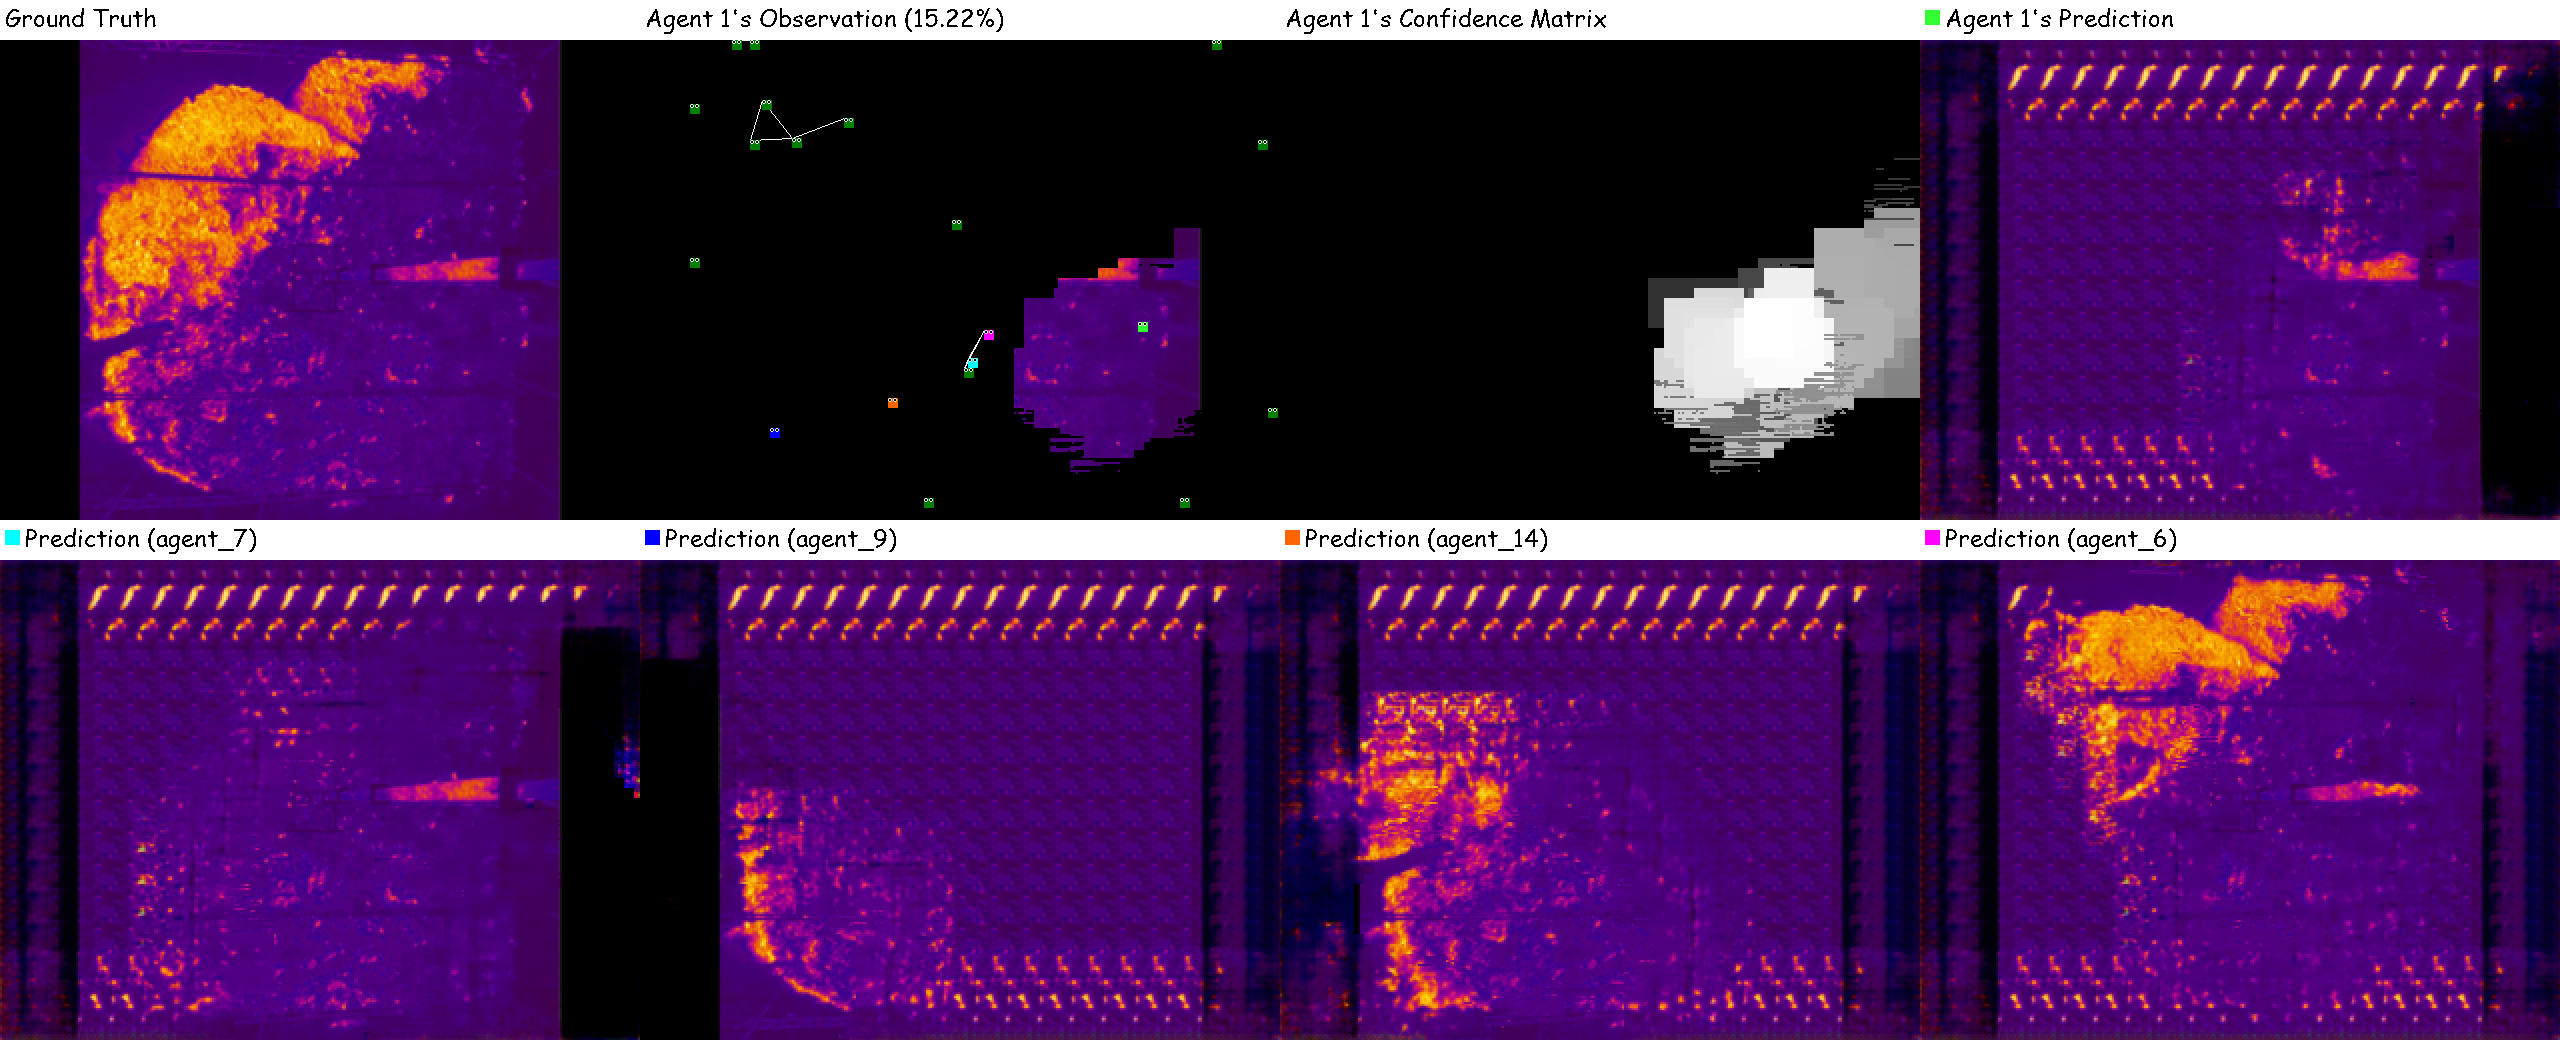 Ground Truth
Agent 1's Observation (15.22%)
Agent 1's Confidence Matrix
Agent 1's Prediction
Prediction (agent_7)
Prediction (agent_9)
Prediction (agent_14)
Prediction (agent_6)